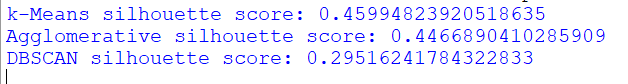 k-Means silhouette score: 0.45994823920518635
Agglomerative silhouette score: 0.4466890410285909
DBSCAN silhouette score: 0.29516241784322833